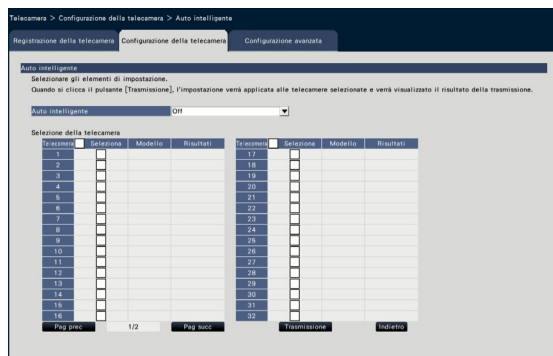 Telecamera > Configurazione della telecamera > Auto intelligente
Registrazione della telecamera Configurazione della telecamera Configurazione avanzata
Auto intelligente
Selezionare gli elementi di impostazione.
Quando si clicca il pulsante [Trasmissione], l'impostazione verrà applicata alle telecamere selezionate e verrà visualizzato il risultato della trasmissione.
Auto intelligente Off
Selezione della telecamera
Telecamera Seleziona Modello Risultati Telecamera Seleziona Modello Risultati
1 17
2 18
3 19
4 20
5 21
6 22
7 23
8 24
9 25
10 26
11 27
12 28
13 29
14 30
15 31
16 32
Pag prec 1/2 Pag succ Trasmissione Indietro